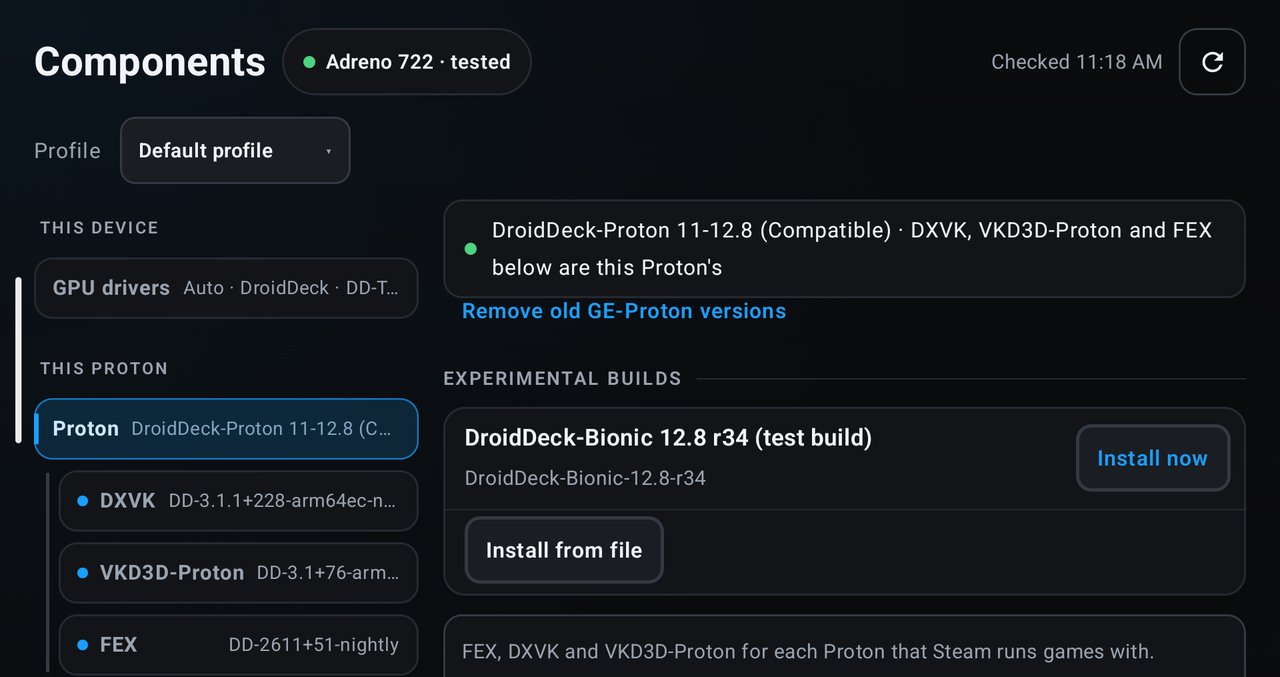 Components
Adreno 722 · tested
Checked 11:18 AM
Profile
Default profile
THIS DEVICE
GPU drivers Auto · DroidDeck · DD-T…
THIS PROTON
Proton DroidDeck-Proton 11-12.8 (C…
DXVK DD-3.1.1+228-arm64ec-n…
VKD3D-Proton DD-3.1+76-arm…
FEX DD-2611+51-nightly
DroidDeck-Proton 11-12.8 (Compatible) · DXVK, VKD3D-Proton and FEX
below are this Proton's
Remove old GE-Proton versions
EXPERIMENTAL BUILDS
DroidDeck-Bionic 12.8 r34 (test build)
DroidDeck-Bionic-12.8-r34
Install now
Install from file
FEX, DXVK and VKD3D-Proton for each Proton that Steam runs games with.